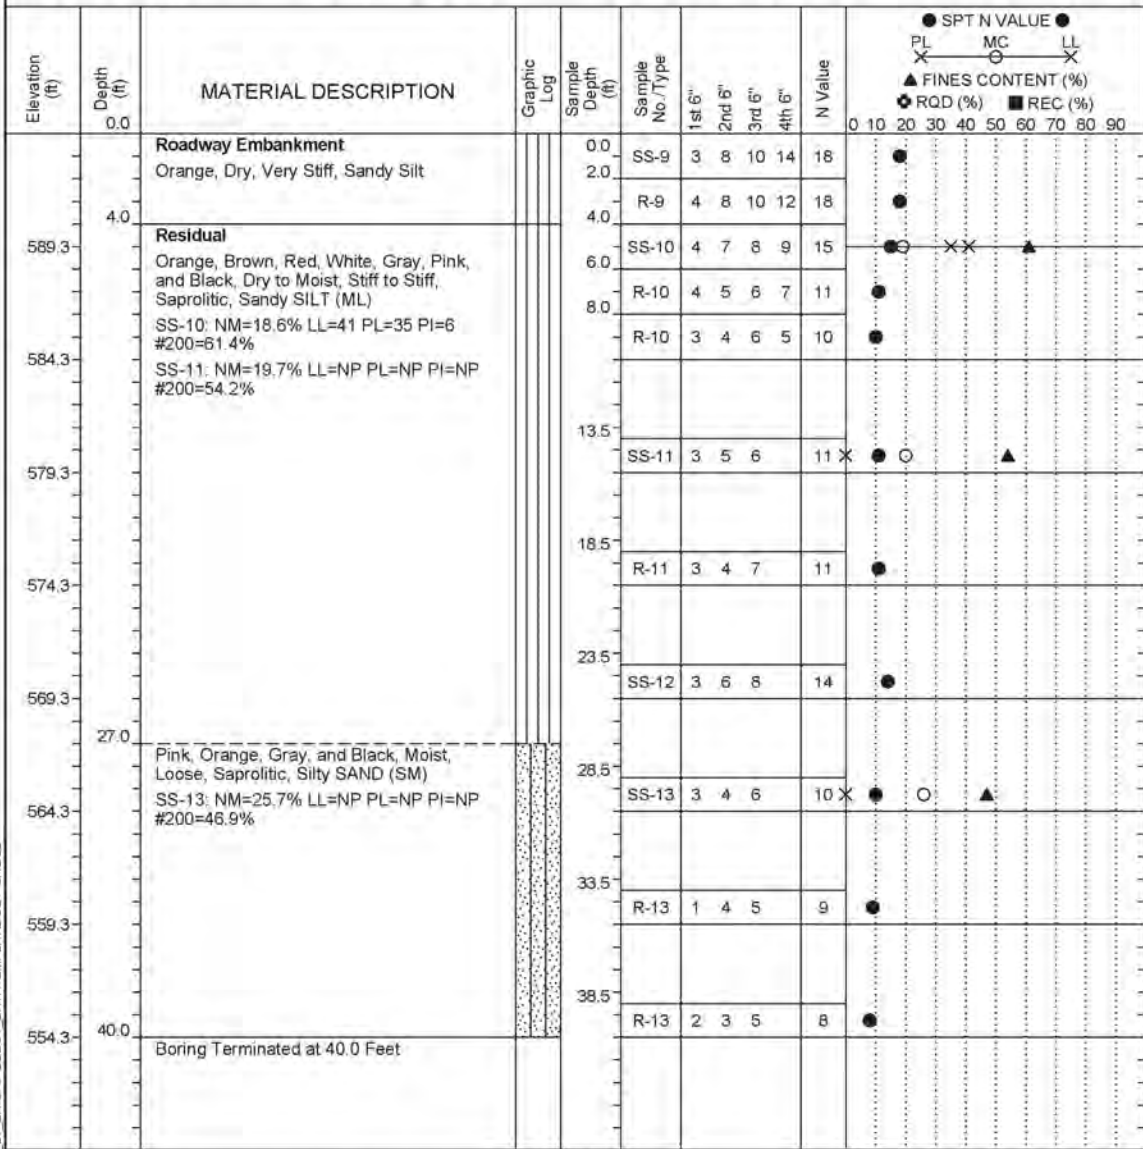 ● SPT N VALUE ●
PL MC LL
▲ FINES CONTENT (%)
RQD (%) ■ REC (%)
Elevation (ft)
Depth (ft)
MATERIAL DESCRIPTION
Graphic Log
Sample Depth (ft)
Sample No./Type
1st 6"
2nd 6"
3rd 6"
4th 6"
N Value
0.0
0 10 20 30 40 50 60 70 80 90
Roadway Embankment
Orange, Dry, Very Stiff, Sandy Silt
0.0
SS-9 3 8 10 14 18
2.0
R-9 4 8 10 12 18
4.0
4.0
Residual
589.3
SS-10 4 7 8 9 15
Orange, Brown, Red, White, Gray, Pink,
and Black, Dry to Moist, Stiff to Stiff,
Saprolitic, Sandy SILT (ML)
6.0
R-10 4 5 6 7 11
8.0
SS-10: NM=18.6% LL=41 PL=35 PI=6
#200=61.4%
R-10 3 4 6 5 10
584.3
SS-11: NM=19.7% LL=NP PL=NP PI=NP
#200=54.2%
13.5
SS-11 3 5 6 11
579.3
18.5
R-11 3 4 7 11
574.3
23.5
SS-12 3 6 8 14
569.3
27.0
Pink, Orange, Gray, and Black, Moist,
Loose, Saprolitic, Silty SAND (SM)
28.5
SS-13 3 4 6 10
SS-13: NM=25.7% LL=NP PL=NP PI=NP
#200=46.9%
564.3
33.5
R-13 1 4 5 9
559.3
38.5
R-13 2 3 5 8
40.0
554.3
Boring Terminated at 40.0 Feet